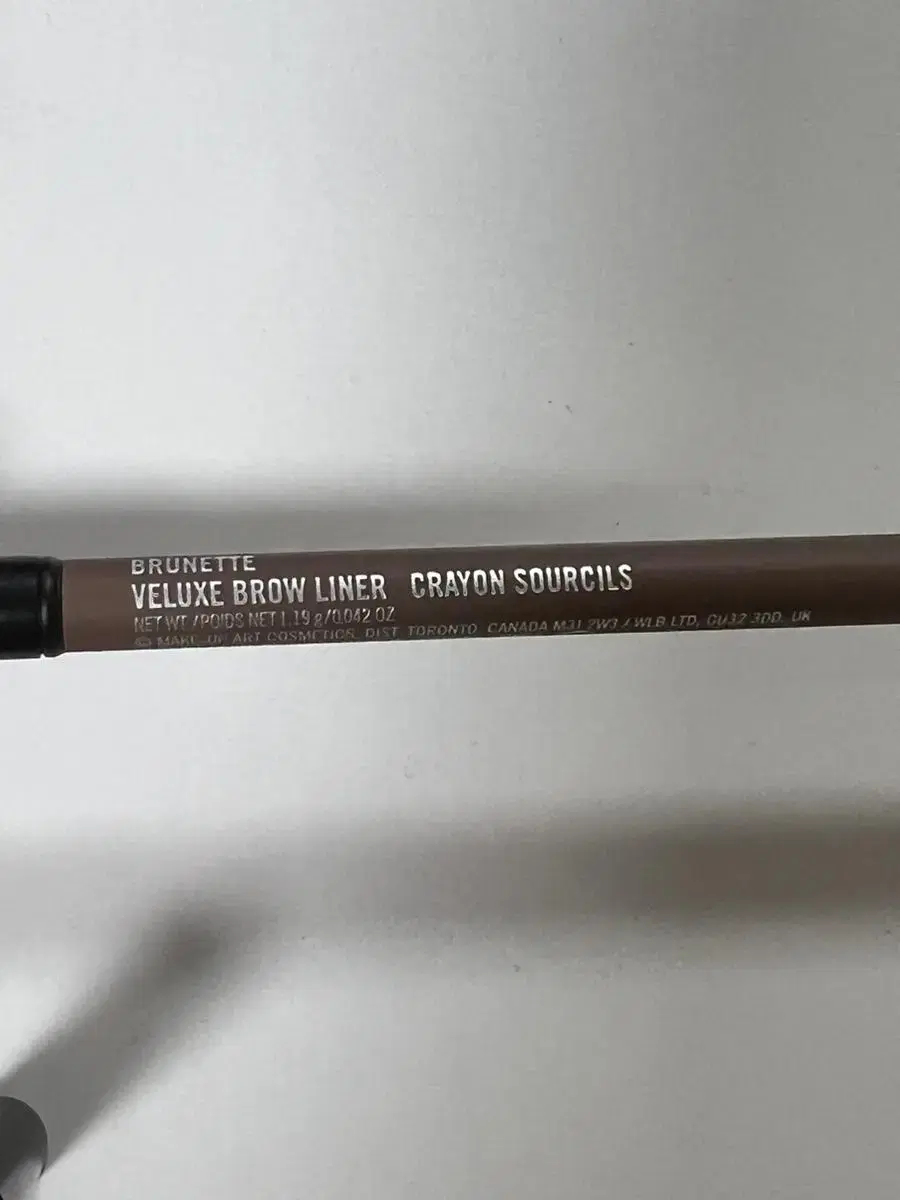 BRUNETTE
VELUXE BROW LINER CRAYON SOURCILS
NET WT / POIDS NET 1.19 g/0.042 OZ
© MAKE-UP ART COSMETICS, DIST. TORONTO, CANADA M3J 2W3 / WLB LTD, GU32 3DD, UK